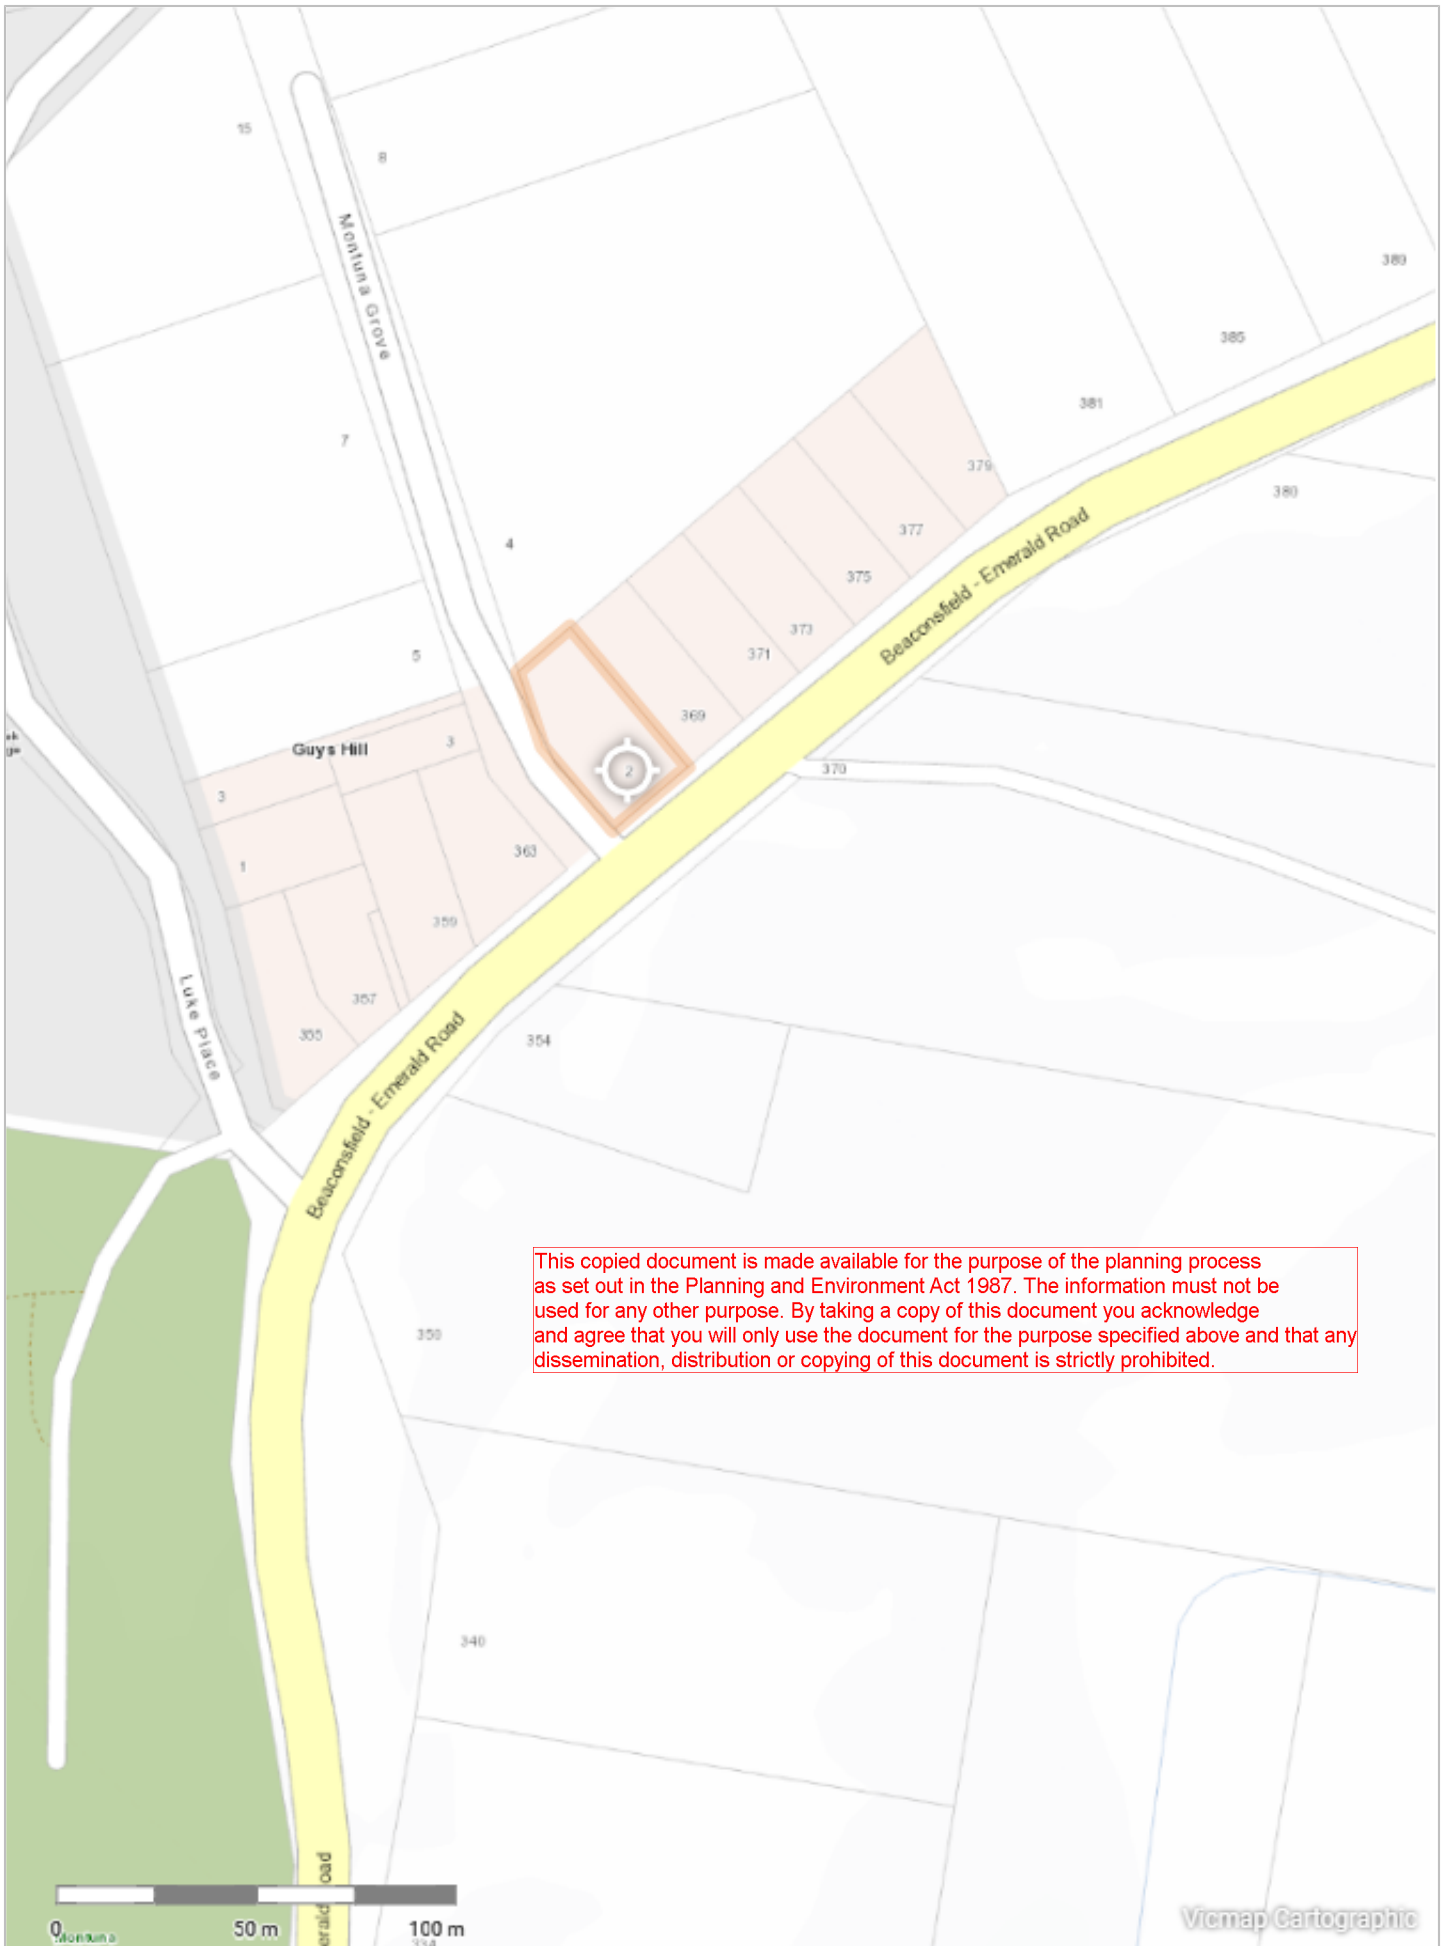 15
8
Montuna Grove
389
385
381
7
379
380
377
Beaconsfield - Emerald Road
4
375
373
371
5
369
Guys Hill
3
2
370
3
363
1
359
Luke Place
357
355
354
Beaconsfield - Emerald Road
This copied document is made available for the purpose of the planning process
as set out in the Planning and Environment Act 1987. The information must not be
used for any other purpose. By taking a copy of this document you acknowledge
and agree that you will only use the document for the purpose specified above and that any
dissemination, distribution or copying of this document is strictly prohibited.
350
340
erald Road
0
50 m
100 m
Montuna
334
Vicmap Cartographic